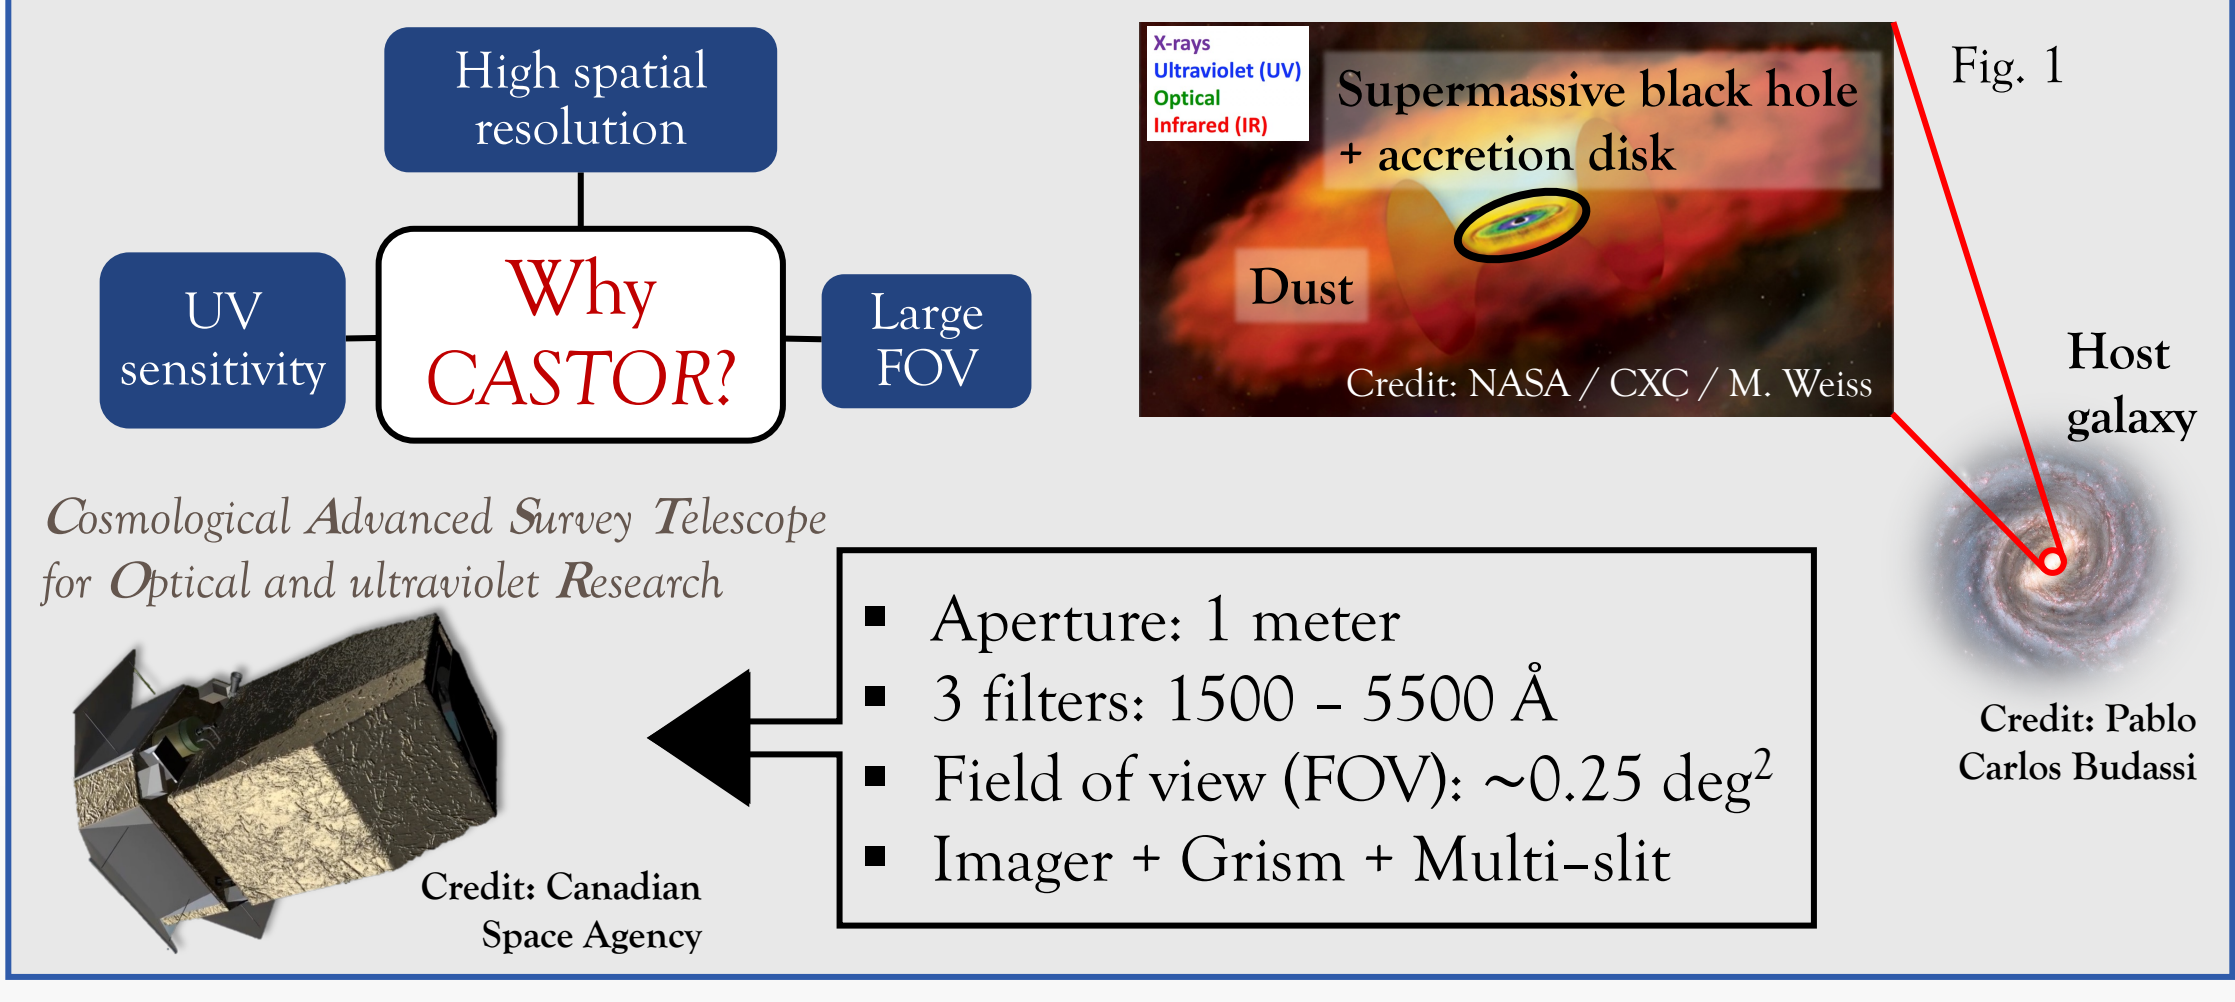 High spatial
resolution
UV
sensitivity
Why
CASTOR?
Large
FOV
X-rays
Ultraviolet (UV)
Optical
Infrared (IR)
Supermassive black hole
+ accretion disk
Dust
Credit: NASA / CXC / M. Weiss
Fig. 1
Host
galaxy
Credit: Pablo
Carlos Budassi
Cosmological Advanced Survey Telescope
for Optical and ultraviolet Research
Credit: Canadian
Space Agency
▪ Aperture: 1 meter
▪ 3 filters: 1500 – 5500 Å
▪ Field of view (FOV): ~0.25 deg²
▪ Imager + Grism + Multi-slit